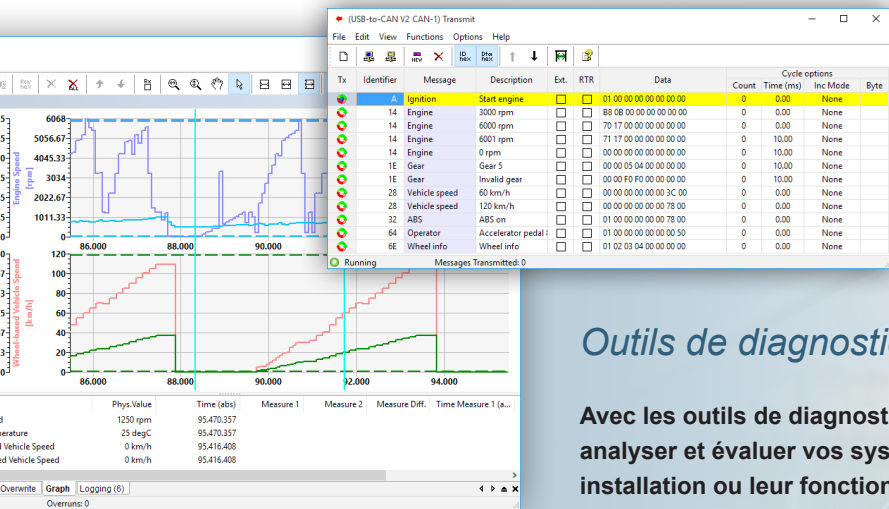 (USB-to-CAN V2 CAN-1) Transmit
File Edit View Functions Options Help
Tx Identifier Message Description Ext. RTR Data Cycle options
Count Time (ms) Inc Mode Byte
A Ignition Start engine 01 00 00 00 00 00 00 00 0 0.00 None
14 Engine 3000 rpm B8 0B 00 00 00 00 00 00 0 0.00 None
14 Engine 6000 rpm 70 17 00 00 00 00 00 00 0 0.00 None
14 Engine 6001 rpm 71 17 00 00 00 00 00 00 0 10.00 None
14 Engine 0 rpm 00 00 00 00 00 00 00 00 0 10.00 None
1E Gear Gear 5 00 00 05 04 00 00 00 00 0 10.00 None
1E Gear Invalid gear 00 00 F0 F0 00 00 00 00 0 10.00 None
28 Vehicle speed 60 km/h 00 00 00 00 00 00 3C 00 0 0.00 None
28 Vehicle speed 120 km/h 00 00 00 00 00 00 78 00 0 0.00 None
32 ABS ABS on 01 00 00 00 00 00 78 00 0 0.00 None
64 Operator Accelerator pedal 01 00 00 00 00 00 00 50 0 0.00 None
6E Wheel info Wheel info 01 02 03 04 00 00 00 00 0 0.00 None
Running Messages Transmitted: 0
Engine Speed
[rpm]
6068
5056.67
4045.33
3034
2022.67
1011.33
0
86.000 88.000 90.000
Wheel-based Vehicle Speed
[km/h]
120
100
80
60
40
20
0
86.000 88.000 90.000 92.000 94.000
Phys.Value Time (abs) Measure 1 Measure 2 Measure Diff. Time Measure 1 (a...
d 1250 rpm 95.470.357
perature 25 degC 95.470.357
d Vehicle Speed 0 km/h 95.416.408
ed Vehicle Speed 0 km/h 95.416.408
Overwrite Graph Logging (6)
Overruns: 0
Outils de diagnosti
Avec les outils de diagnost
analyser et évaluer vos sys
installation ou leur fonction